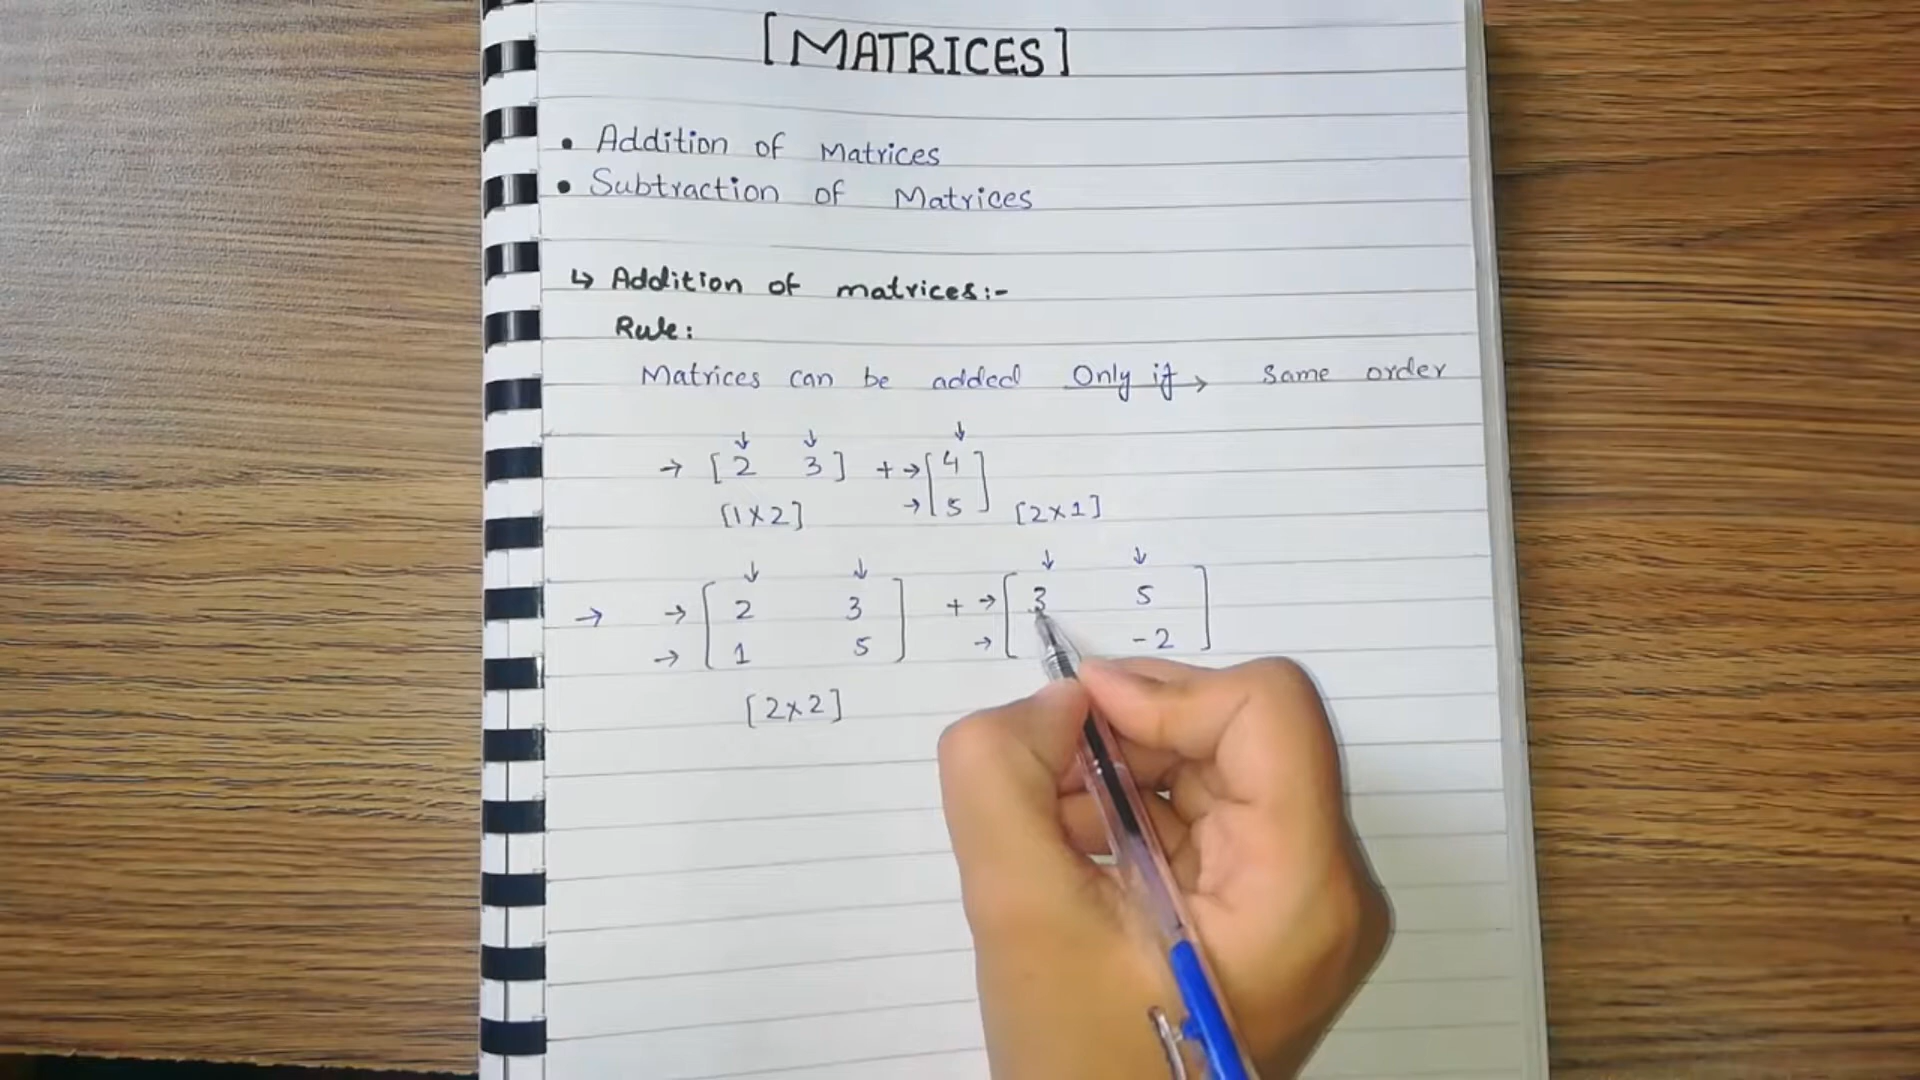 [MATRICES]
• Addition of Matrices
• Subtraction of Matrices
↳ Addition of matrices:-
Rule:
Matrices can be added Only if → Same order
↓ ↓ ↓
→ [2 3] + → [4
→ 5] [2×1]
[1×2]
↓ ↓ ↓ ↓
→ → [2 3 + → [3 5
→ 1 5] → -2]
[2×2]